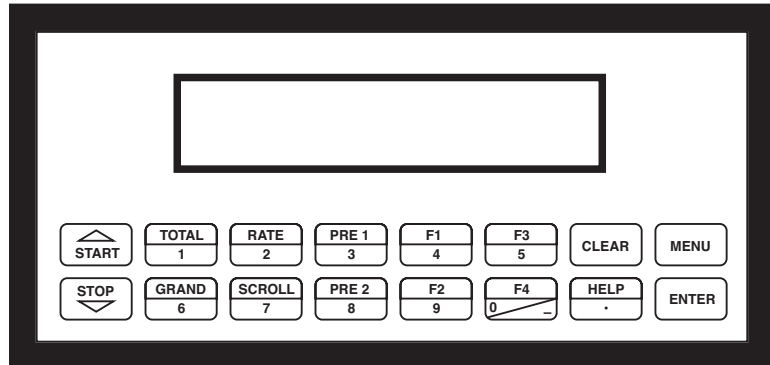 TOTAL RATE PRE 1 F1 F3
START 1 2 3 4 5 CLEAR MENU
STOP GRAND SCROLL PRE 2 F2 F4 HELP
6 7 8 9 0 – . ENTER